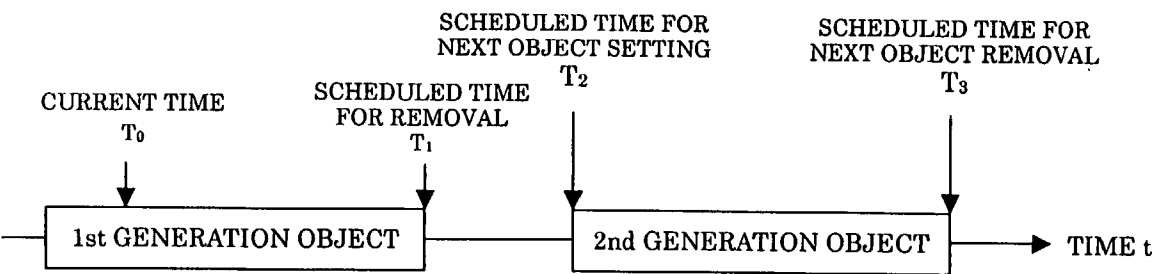 CURRENT TIME
T0
SCHEDULED TIME
FOR REMOVAL
T1
SCHEDULED TIME FOR
NEXT OBJECT SETTING
T2
SCHEDULED TIME FOR
NEXT OBJECT REMOVAL
T3
1st GENERATION OBJECT
2nd GENERATION OBJECT
TIME t